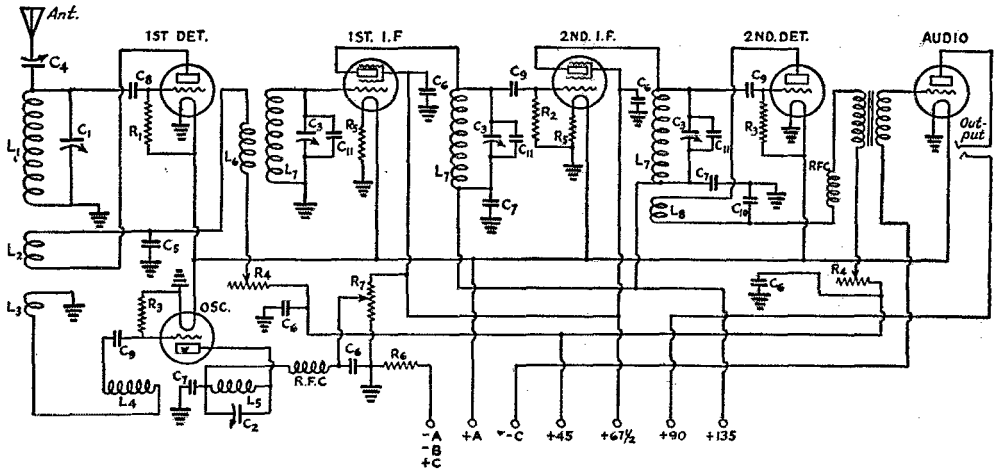 Ant.
1ST DET.
1ST. I.F
2ND. I.F.
2ND. DET.
AUDIO
C4
C8
C6
C9
C6
C9
L1
C1
R1
L6
L7
C3
C11
R5
L7
C3
C11
R2
R5
L7
C3
C11
R3
RFC
Out-
put
C7
C7
C10
L8
L2
C5
R4
R7
C6
R4
L3
R3
OSC.
C6
C9
R.F.C
C6
R6
L4
C7
L5
C2
-A
-B
+C
+A
-C
+45
+67½
+90
+135